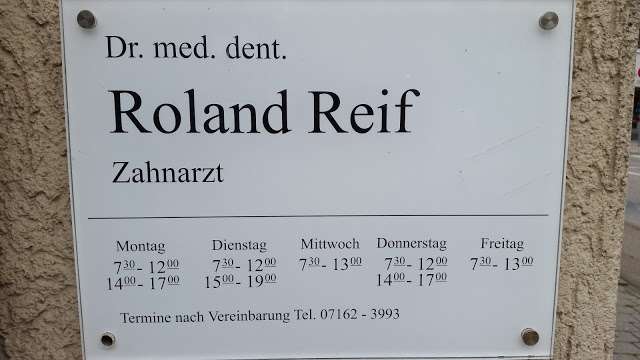 Dr. med. dent.
Roland Reif
Zahnarzt
Montag Dienstag Mittwoch Donnerstag Freitag
7³⁰- 12⁰⁰ 7³⁰- 12⁰⁰ 7³⁰- 13⁰⁰ 7³⁰- 12⁰⁰ 7³⁰- 13⁰⁰
14⁰⁰- 17⁰⁰ 15⁰⁰- 19⁰⁰ 14⁰⁰- 17⁰⁰
Termine nach Vereinbarung Tel. 07162 - 3993